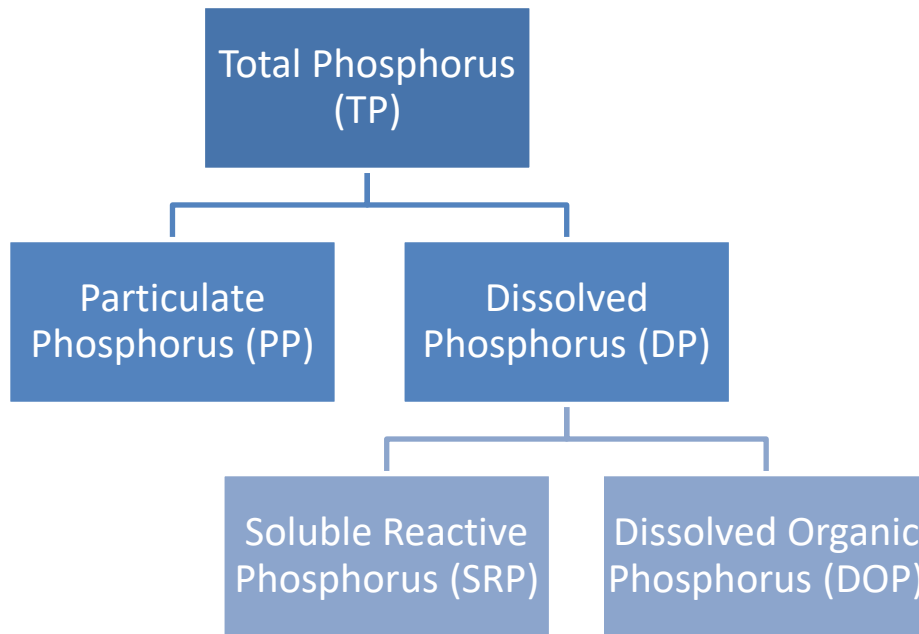 Total Phosphorus
(TP)
Particulate
Phosphorus (PP)
Dissolved
Phosphorus (DP)
Soluble Reactive
Phosphorus (SRP)
Dissolved Organic
Phosphorus (DOP)